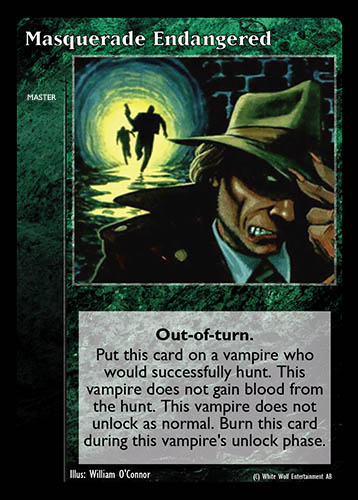 Masquerade Endangered
MASTER
Out-of-turn.
Put this card on a vampire who
would successfully hunt. This
vampire does not gain blood from
the hunt. This vampire does not
unlock as normal. Burn this card
during this vampire's unlock phase.
Illus: William O'Connor
(C) White Wolf Entertainment AB